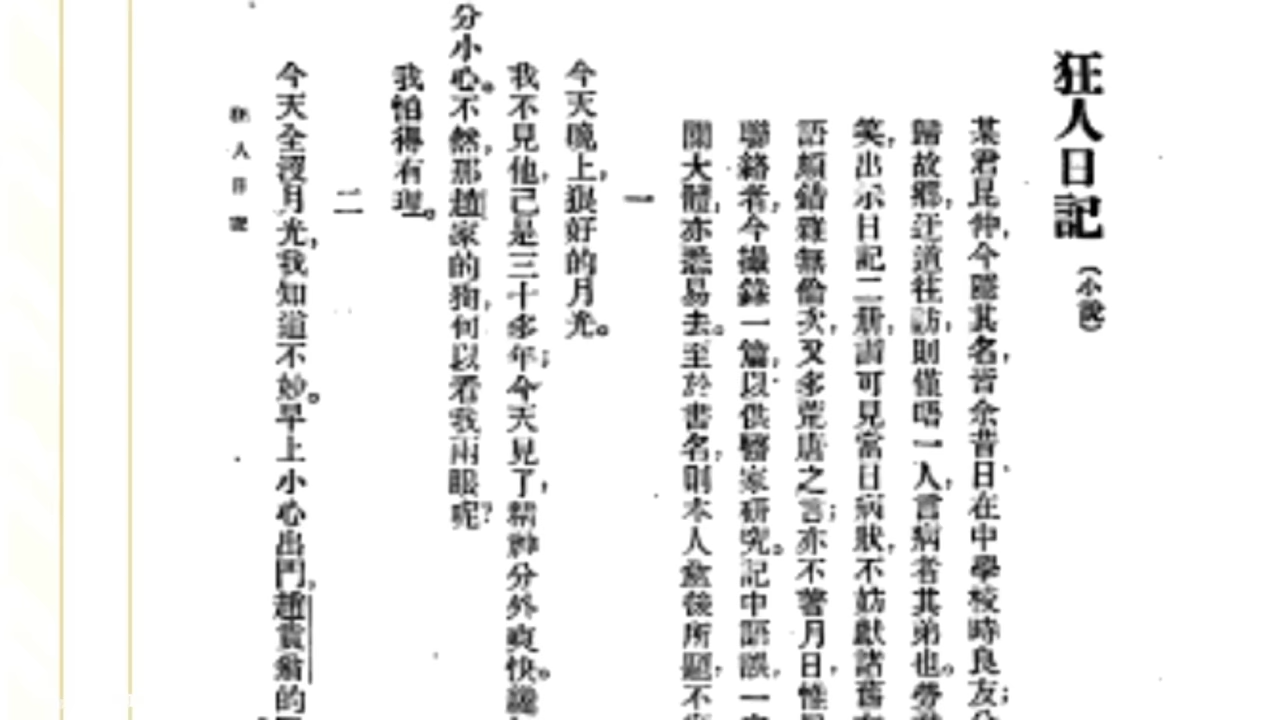 狂人日記
(小說)
某君昆仲,今隱其名,皆余昔日在中學校時良友;
歸故鄉,迂道往訪,則僅晤一人,言病者其弟也。勞
笑,出示日記二册,謂可見當日病狀,不妨獻諸舊
語頗錯雜無倫次,又多荒唐之言;亦不著月日,惟
聯絡者,今撮錄一篇,以供醫家研究。記中語誤,一
關大體,亦悉易去。至於書名,則本人愈後所題,不
一
今天晚上,狠好的月光。
我不見他,已是三十多年;今天見了,精神分外爽快。纔
分小心。不然,那趙家的狗,何以看我兩眼呢?
我怕得有理。
二
今天全沒月光,我知道不妙。早上小心出門,趙貴翁的
狂人日記